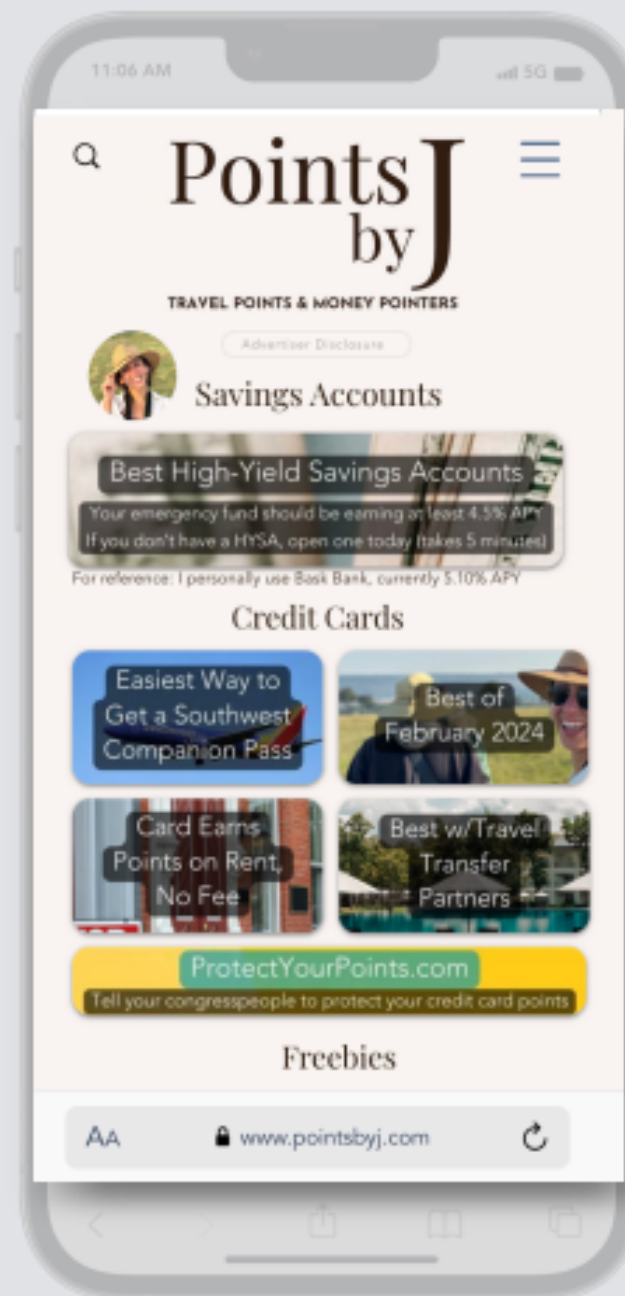 11:06 AM
5G
Points
by J
TRAVEL POINTS & MONEY POINTERS
Advertiser Disclosure
Savings Accounts
Best High-Yield Savings Accounts
Your emergency fund should be earning at least 4.5% APY
If you don't have a HYSA, open one today (takes 5 minutes)
For reference: I personally use Bask Bank, currently 5.10% APY
Credit Cards
Easiest Way to
Get a Southwest
Companion Pass
Best of
February 2024
Card Earns
Points on Rent,
No Fee
Best w/Travel
Transfer
Partners
ProtectYourPoints.com
Tell your congresspeople to protect your credit card points
Freebies
AA www.pointsbyj.com